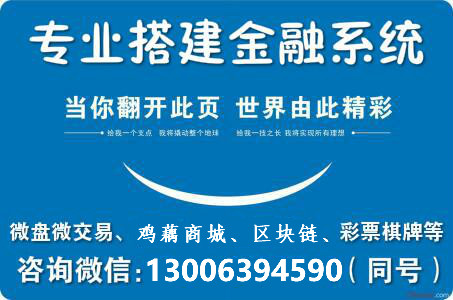 专业搭建金融系统
当你翻开此页 世界由此精彩
给我一个支点 我将撬动整个地球 给我一技之长 我将实现所有理想
微盘微交易、鸡藕商城、区块链、彩票棋牌等
咨询微信:13006394590(同号)